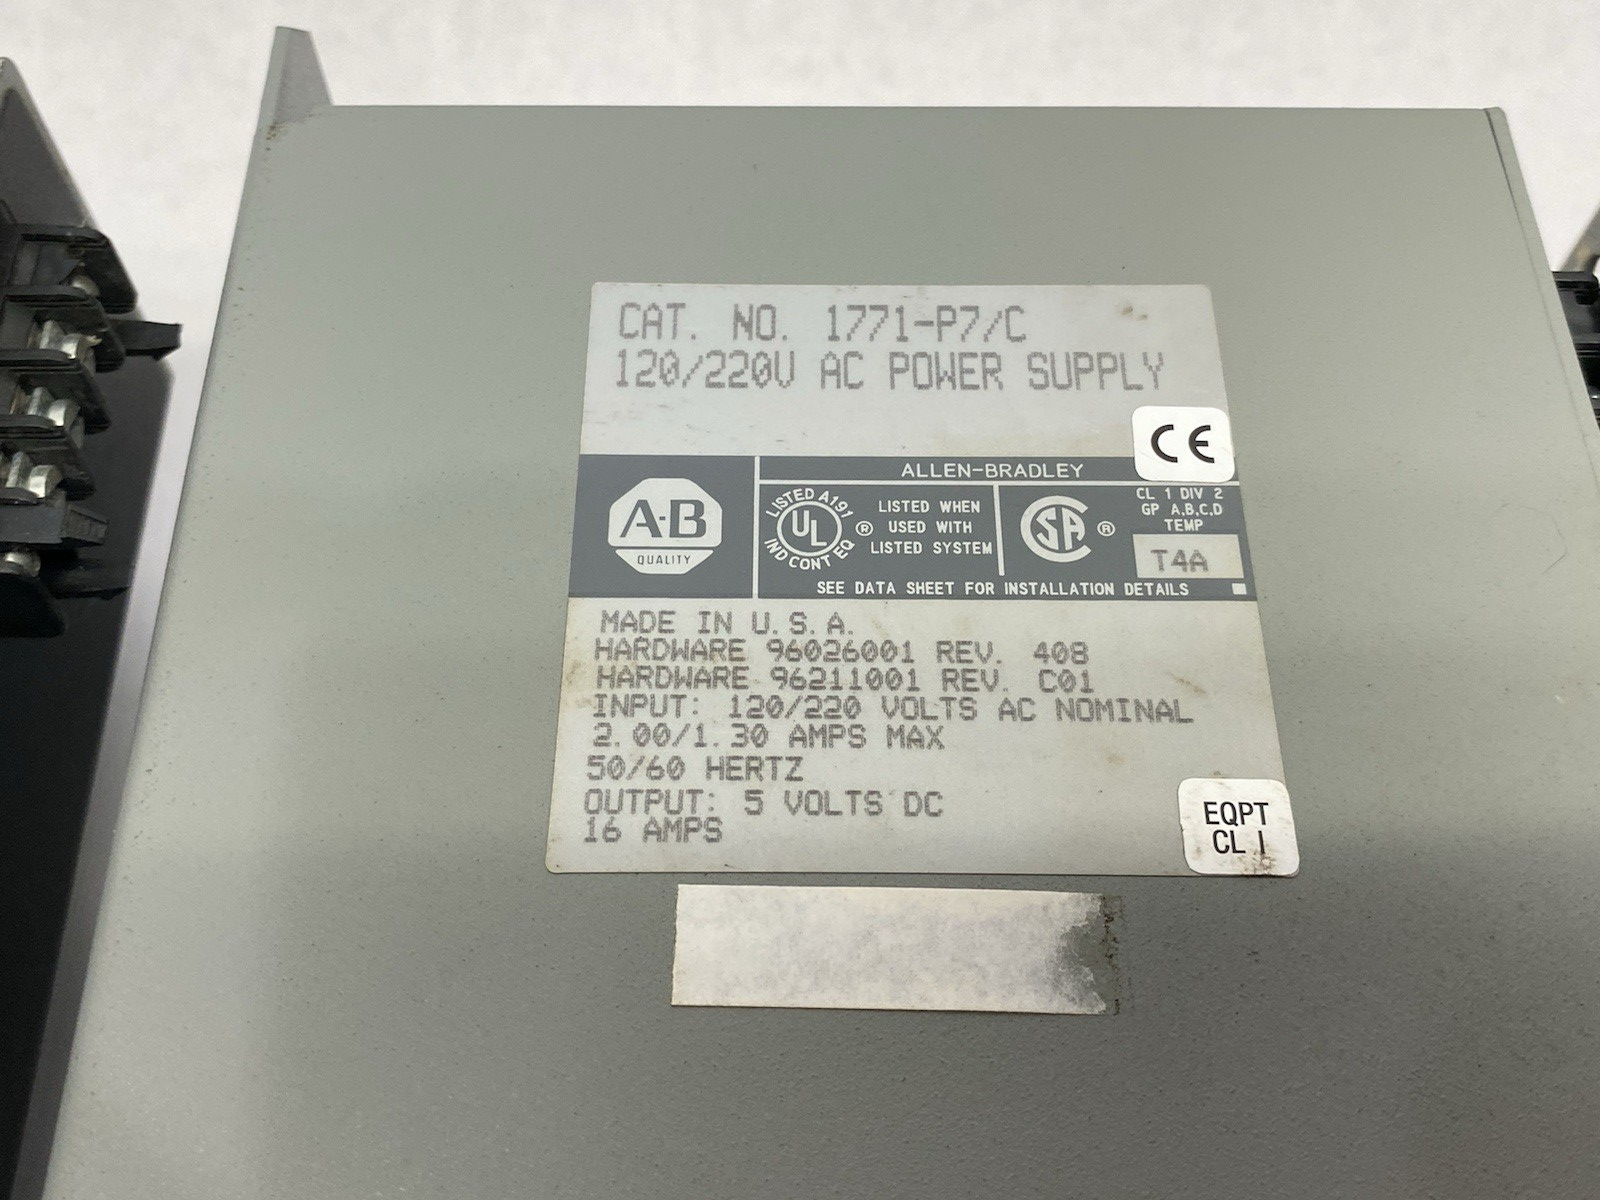 CAT. NO. 1771-P7/C
120/220V AC POWER SUPPLY
CE
ALLEN-BRADLEY
A-B
QUALITY
LISTED A191
UL
IND CONT EQ
®
LISTED WHEN
USED WITH
LISTED SYSTEM
SA
®
CL 1 DIV 2
GP A,B,C,D
TEMP
T4A
SEE DATA SHEET FOR INSTALLATION DETAILS
MADE IN U.S.A.
HARDWARE 96026001 REV. 408
HARDWARE 96211001 REV. C01
INPUT: 120/220 VOLTS AC NOMINAL
2.00/1.30 AMPS MAX
50/60 HERTZ
OUTPUT: 5 VOLTS DC
16 AMPS
EQPT
CL I